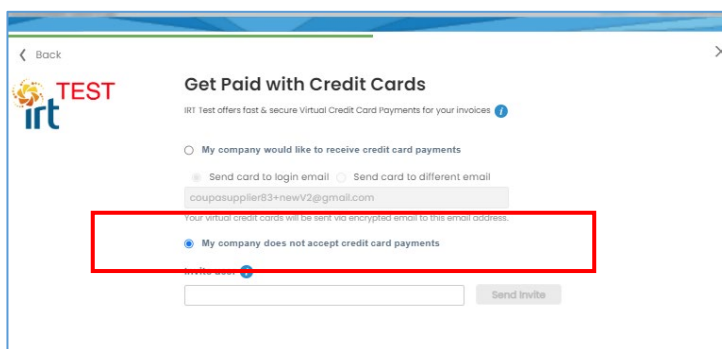 Back
TEST
irt
Get Paid with Credit Cards
IRT Test offers fast & secure Virtual Credit Card Payments for your invoices i
My company would like to receive credit card payments
Send card to login email Send card to different email
coupasupplier83+newV2@gmail.com
Your virtual credit cards will be sent via encrypted email to this email address.
My company does not accept credit card payments
Invite user i
Send Invite